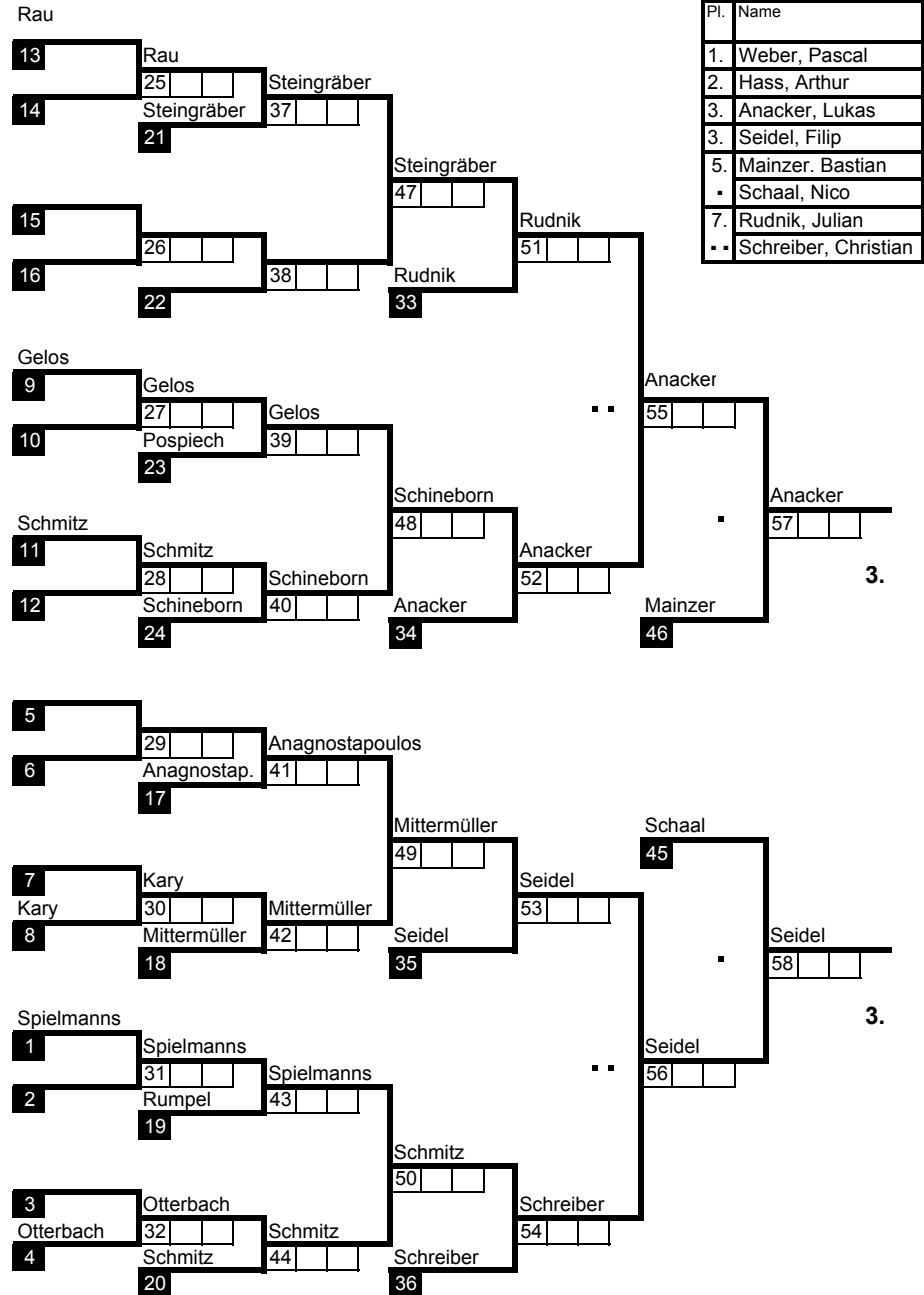 Rau
Pl. Name
13 Rau
1. Weber, Pascal
25 Steingräber
2. Hass, Arthur
14 Steingräber 37
3. Anacker, Lukas
21
3. Seidel, Filip
Steingräber
5. Mainzer. Bastian
47
Schaal, Nico
15 Rudnik
7. Rudnik, Julian
26 51
Schreiber, Christian
16 38 Rudnik
22 33
Gelos
9 Gelos Anacker
27 Gelos 55
10 Pospiech 39
23
Schineborn Anacker
Schmitz 48 57
11 Schmitz Anacker
28 Schineborn 52 3.
12 Schineborn 40 Anacker Mainzer
24 34 46
5
29 Anagnostapoulos
6 Anagnostap. 41
17
Mittermüller Schaal
49 45
7 Kary Seidel
Kary 30 Mittermüller 53
8 Mittermüller 42 Seidel Seidel
18 35 58
Spielmanns 3.
1 Spielmanns Seidel
31 Spielmanns 56
2 Rumpel 43
19
Schmitz
50
3 Otterbach Schreiber
Otterbach 32 Schmitz 54
4 Schmitz 44 Schreiber
20 36